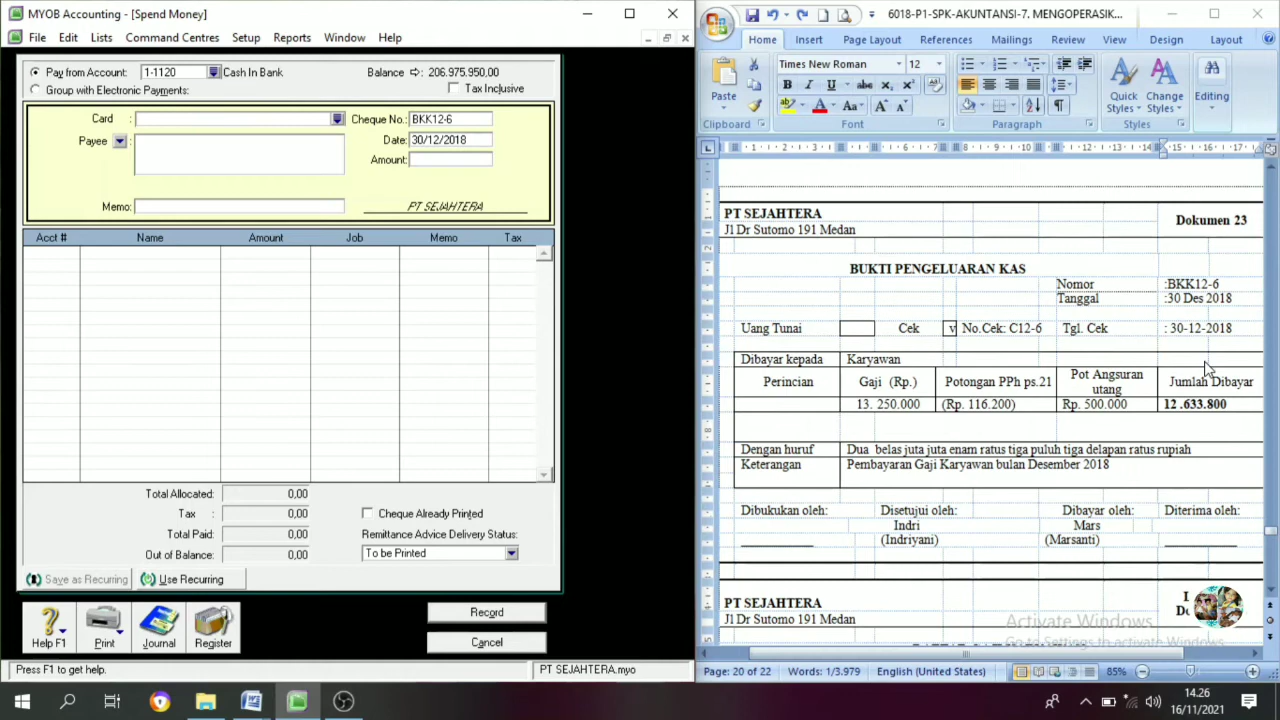 MYOB Accounting - [Spend Money]
File Edit Lists Command Centres Setup Reports Window Help
Pay from Account: 1-1120 Cash In Bank Balance ⇨: 206.975.950,00
Group with Electronic Payments: Tax Inclusive
Card : Cheque No.: BKK12-6
Payee : Date: 30/12/2018
Amount:
Memo: PT SEJAHTERA
Acct # Name Amount Job Memo Tax
Total Allocated: 0,00
Tax : 0,00 Cheque Already Printed
Total Paid: 0,00 Remittance Advice Delivery Status:
Out of Balance: 0,00 To be Printed
Save as Recurring Use Recurring
Help F1 Print Journal Register
Record
Cancel
Press F1 to get help. PT SEJAHTERA.myo
6018-P1-SPK-AKUNTANSI-7. MENGOPERASIK...
Home Insert Page Layout References Mailings Review View Design Layout
Times New Roman 12
Paste Quick Styles Change Styles Editing
Clipboard Font Paragraph Styles
PT SEJAHTERA Dokumen 23
Jl Dr Sutomo 191 Medan
BUKTI PENGELUARAN KAS
Nomor :BKK12-6
Tanggal :30 Des 2018
Uang Tunai Cek v No.Cek: C12-6 Tgl. Cek : 30-12-2018
Dibayar kepada Karyawan
Perincian Gaji (Rp.) Potongan PPh ps.21 Pot Angsuran utang Jumlah Dibayar
13. 250.000 (Rp. 116.200) Rp. 500.000 12 .633.800
Dengan huruf Dua belas juta juta enam ratus tiga puluh tiga delapan ratus rupiah
Keterangan Pembayaran Gaji Karyawan bulan Desember 2018
Dibukukan oleh: Disetujui oleh: Dibayar oleh: Diterima oleh:
Indri Mars
(Indriyani) (Marsanti)
PT SEJAHTERA
Jl Dr Sutomo 191 Medan
Activate Windows
Go to Settings to activate Windows.
Page: 20 of 22 Words: 1/3.979 English (United States) 85%
14.26
16/11/2021